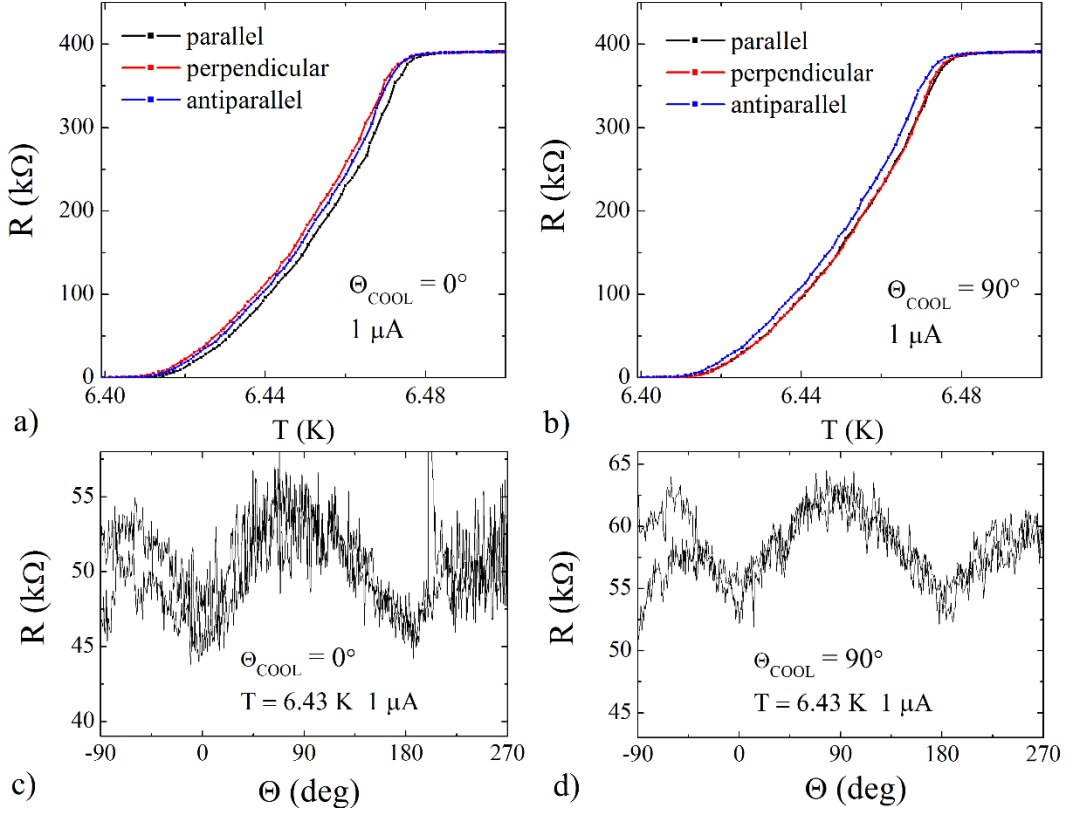 400
300
200
100
0
R (kΩ)
parallel
perpendicular
antiparallel
Θ_COOL = 0°
1 μA
6.40 6.44 6.48
a) T (K)
400
300
200
100
0
R (kΩ)
parallel
perpendicular
antiparallel
Θ_COOL = 90°
1 μA
6.40 6.44 6.48
b) T (K)
55
50
45
40
R (kΩ)
Θ_COOL = 0°
T = 6.43 K 1 μA
-90 0 90 180 270
c) Θ (deg)
65
60
55
50
45
R (kΩ)
Θ_COOL = 90°
T = 6.43 K 1 μA
-90 0 90 180 270
d) Θ (deg)